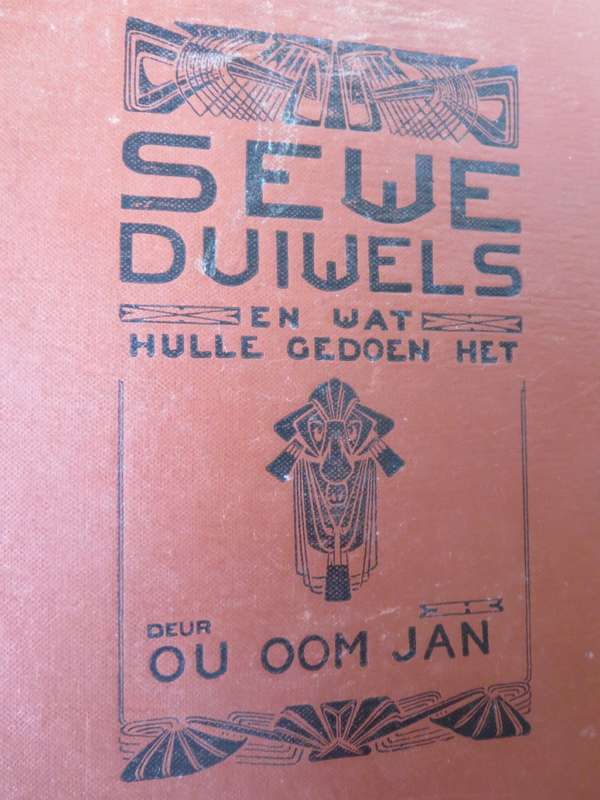 SEWE
DUIWELS
EN WAT
HULLE GEDOEN HET
DEUR
OU OOM JAN